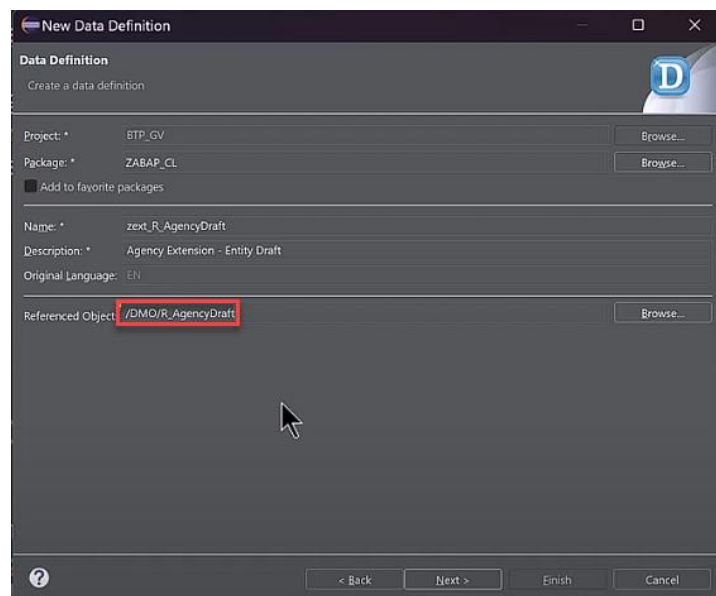 New Data Definition
Data Definition
Create a data definition
D
Project: * BTP_GV Browse...
Package: * ZABAP_CL Browse...
Add to favorite packages
Name: * zext_R_AgencyDraft
Description: * Agency Extension - Entity Draft
Original Language: EN
Referenced Object: /DMO/R_AgencyDraft Browse...
? < Back Next > Finish Cancel